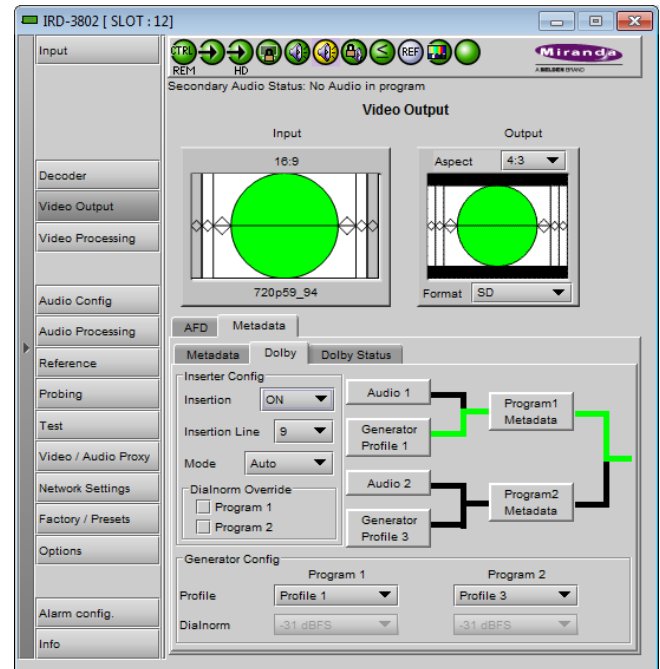 IRD-3802 [ SLOT : 12]
Input
Decoder
Video Output
Video Processing
Audio Config
Audio Processing
Reference
Probing
Test
Video / Audio Proxy
Network Settings
Factory / Presets
Options
Alarm config.
Info
CTRL
REF
REM
HD
Miranda
A BELDEN BRAND
Secondary Audio Status: No Audio in program
Video Output
Input
Output
16:9
Aspect
4:3
720p59_94
Format
SD
AFD
Metadata
Metadata
Dolby
Dolby Status
Inserter Config
Insertion
ON
Insertion Line
9
Mode
Auto
Dialnorm Override
Program 1
Program 2
Audio 1
Generator
Profile 1
Audio 2
Generator
Profile 3
Program1
Metadata
Program2
Metadata
Generator Config
Program 1
Program 2
Profile
Profile 1
Profile 3
Dialnorm
-31 dBFS
-31 dBFS